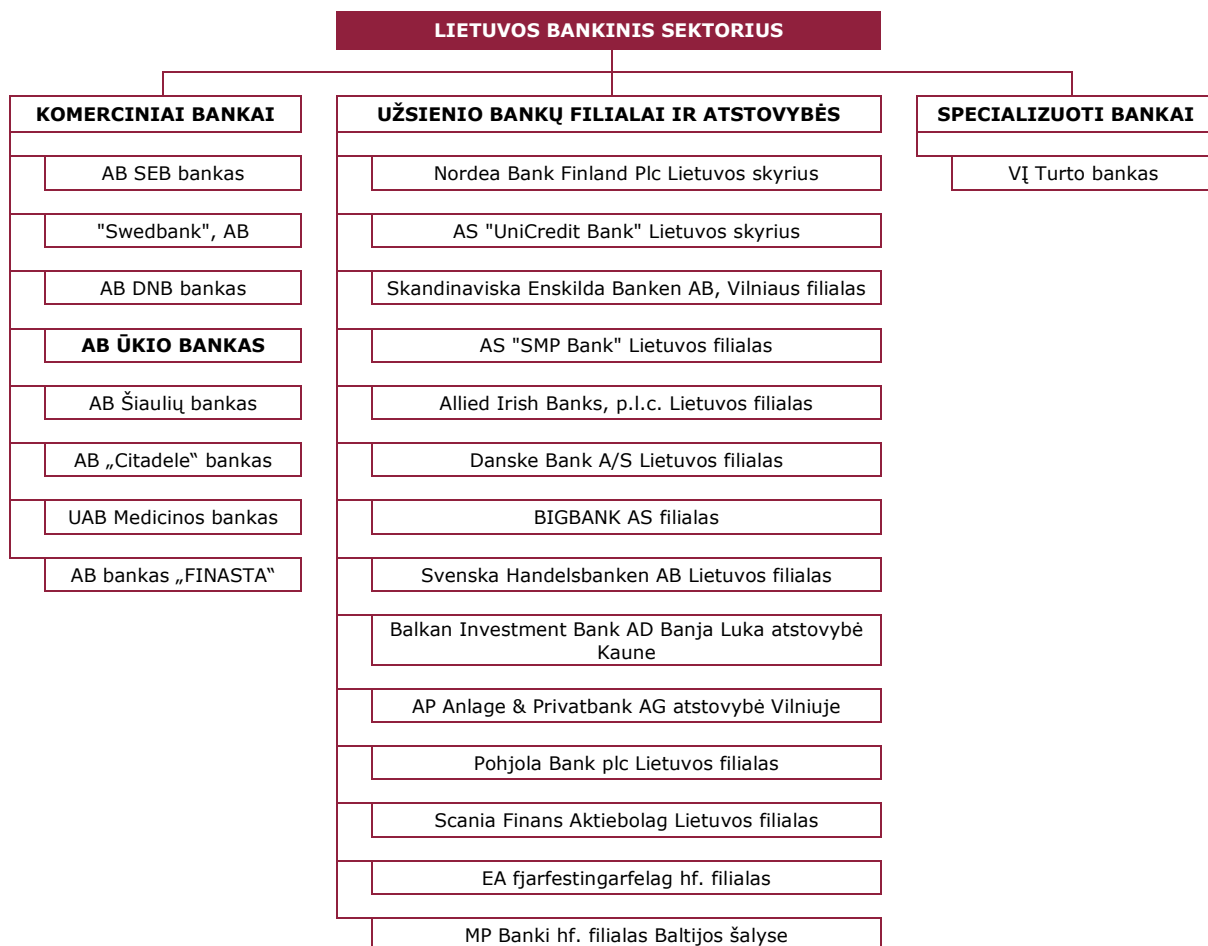 LIETUVOS BANKINIS SEKTORIUS
KOMERCINIAI BANKAI
AB SEB bankas
"Swedbank", AB
AB DNB bankas
AB ŪKIO BANKAS
AB Šiaulių bankas
AB „Citadele“ bankas
UAB Medicinos bankas
AB bankas „FINASTA“
UŽSIENIO BANKŲ FILIALAI IR ATSTOVYBĖS
Nordea Bank Finland Plc Lietuvos skyrius
AS "UniCredit Bank" Lietuvos skyrius
Skandinaviska Enskilda Banken AB, Vilniaus filialas
AS "SMP Bank" Lietuvos filialas
Allied Irish Banks, p.l.c. Lietuvos filialas
Danske Bank A/S Lietuvos filialas
BIGBANK AS filialas
Svenska Handelsbanken AB Lietuvos filialas
Balkan Investment Bank AD Banja Luka atstovybė
Kaune
AP Anlage & Privatbank AG atstovybė Vilniuje
Pohjola Bank plc Lietuvos filialas
Scania Finans Aktiebolag Lietuvos filialas
EA fjarfestingarfelag hf. filialas
MP Banki hf. filialas Baltijos šalyse
SPECIALIZUOTI BANKAI
VĮ Turto bankas